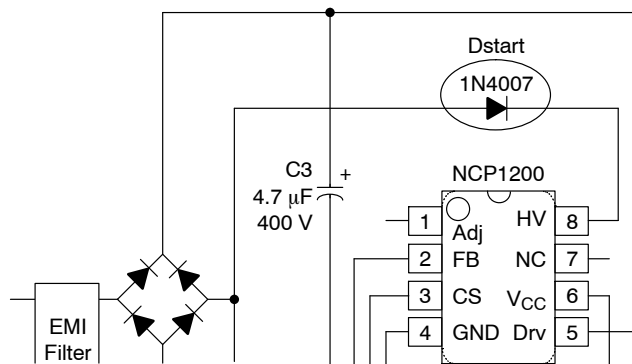 Dstart
1N4007
C3
+
4.7 μF
400 V
NCP1200
1
Adj
HV
8
2
FB
NC
7
3
CS
VCC
6
4
GND
Drv
5
EMI
Filter